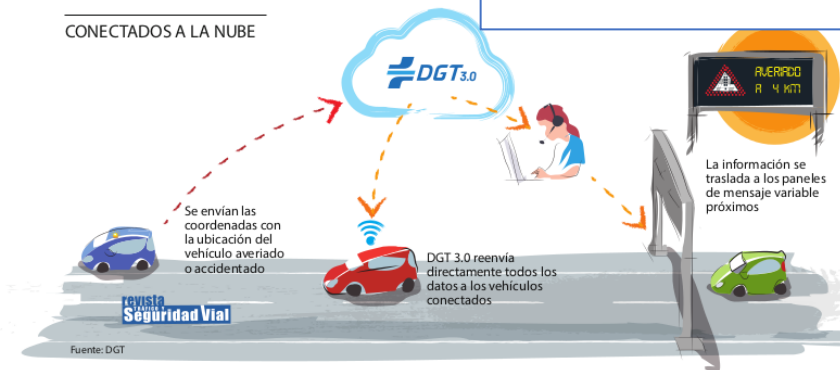 CONECTADOS A LA NUBE
DGT3.0
AVERIADO
A 4 KM
La información se
traslada a los paneles
de mensaje variable
próximos
Se envían las
coordenadas con
la ubicación del
vehículo averiado
o accidentado
DGT 3.0 reenvía
directamente todos los
datos a los vehículos
conectados
revista
TRÁFICO Y
Seguridad Vial
Fuente: DGT